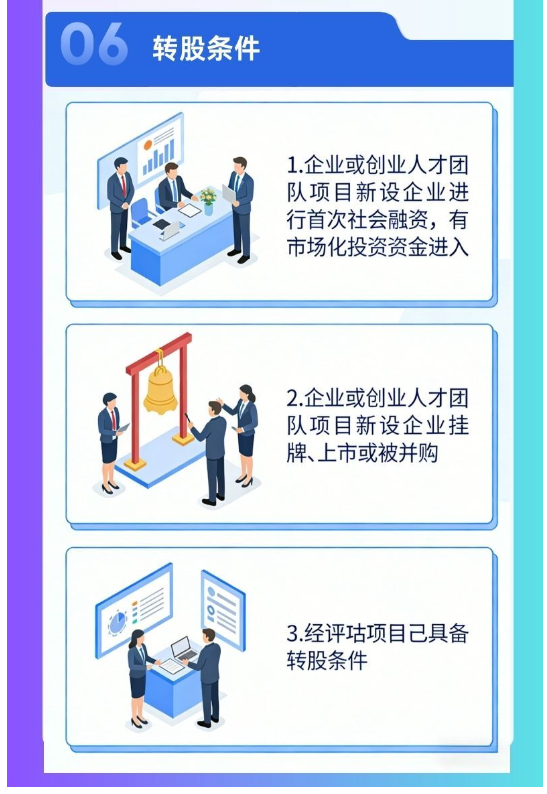 06 转股条件
1.企业或创业人才团
队项目新设企业进
行首次社会融资，有
市场化投资资金进入
2.企业或创业人才团
队项目新设企业挂
牌、上市或被并购
3.经评咕项目己具备
转股条件